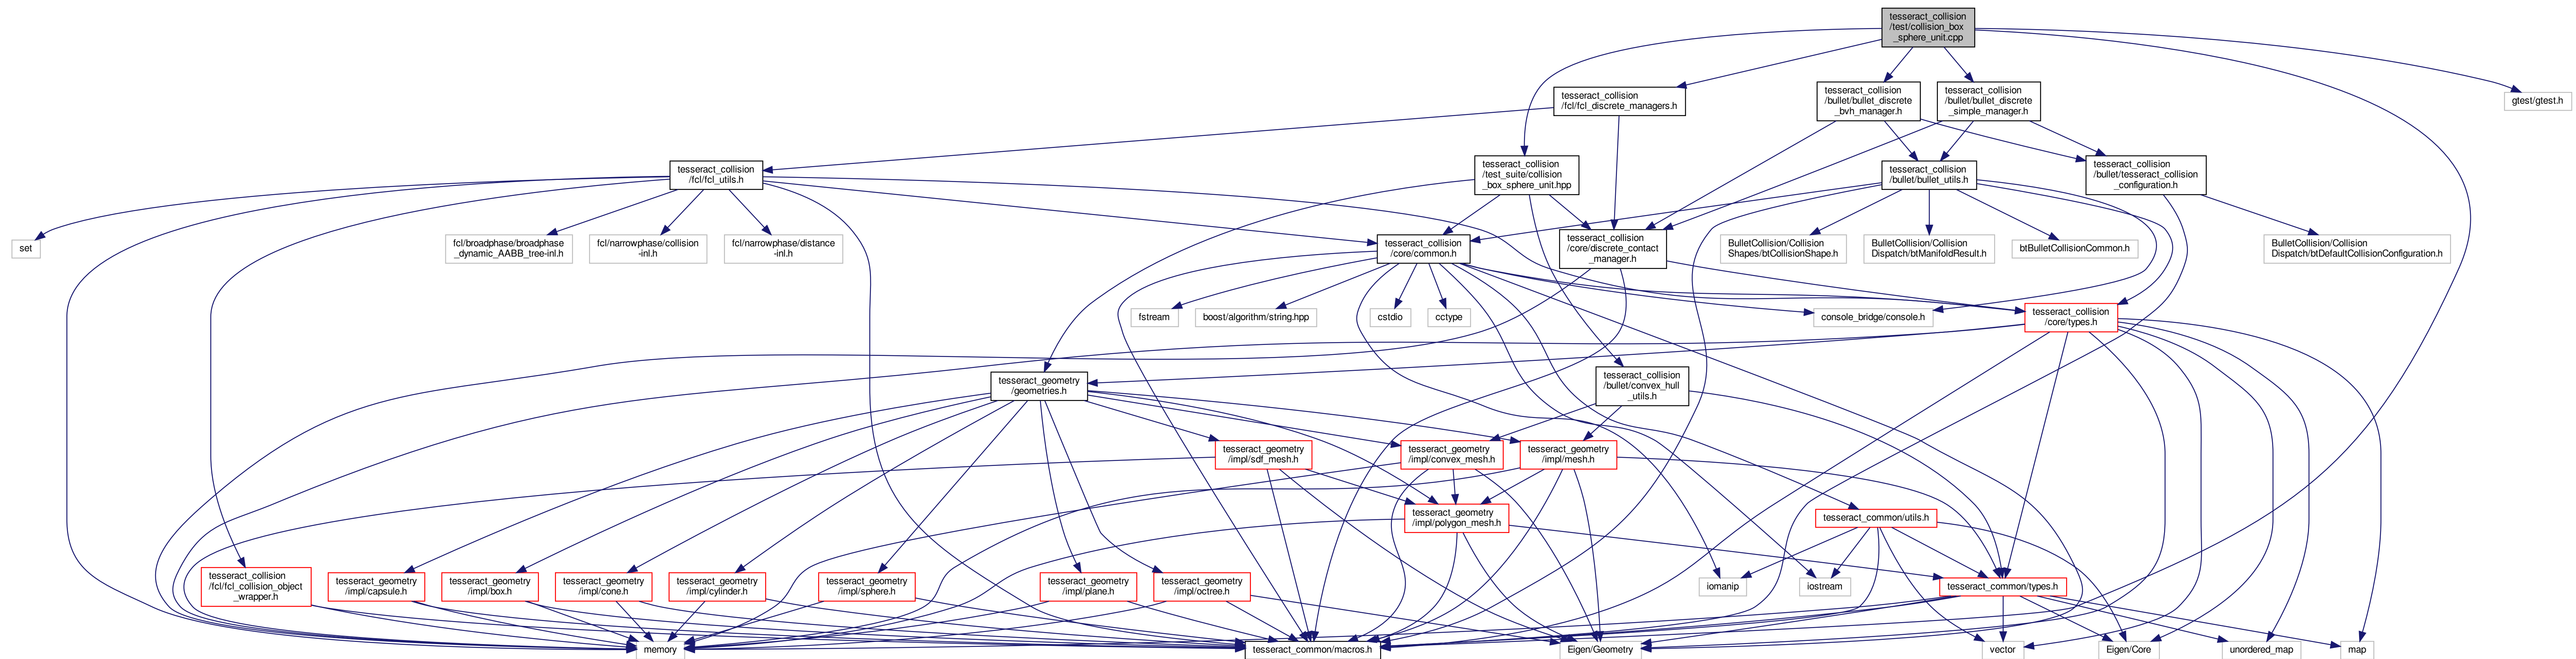 tesseract_collision
/test/collision_box
_sphere_unit.cpp
tesseract_collision
/fcl/fcl_discrete_managers.h
tesseract_collision
/bullet/bullet_discrete
_bvh_manager.h
tesseract_collision
/bullet/bullet_discrete
_simple_manager.h
gtest/gtest.h
tesseract_collision
/fcl/fcl_utils.h
tesseract_collision
/test_suite/collision
_box_sphere_unit.hpp
tesseract_collision
/bullet/bullet_utils.h
tesseract_collision
/bullet/tesseract_collision
_configuration.h
set
fcl/broadphase/broadphase
_dynamic_AABB_tree-inl.h
fcl/narrowphase/collision
-inl.h
fcl/narrowphase/distance
-inl.h
tesseract_collision
/core/common.h
tesseract_collision
/core/discrete_contact
_manager.h
BulletCollision/Collision
Shapes/btCollisionShape.h
BulletCollision/Collision
Dispatch/btManifoldResult.h
btBulletCollisionCommon.h
BulletCollision/Collision
Dispatch/btDefaultCollisionConfiguration.h
fstream
boost/algorithm/string.hpp
cstdio
cctype
console_bridge/console.h
tesseract_collision
/core/types.h
tesseract_geometry
/geometries.h
tesseract_collision
/bullet/convex_hull
_utils.h
tesseract_geometry
/impl/sdf_mesh.h
tesseract_geometry
/impl/convex_mesh.h
tesseract_geometry
/impl/mesh.h
tesseract_geometry
/impl/polygon_mesh.h
tesseract_common/utils.h
tesseract_collision
/fcl/fcl_collision_object
_wrapper.h
tesseract_geometry
/impl/capsule.h
tesseract_geometry
/impl/box.h
tesseract_geometry
/impl/cone.h
tesseract_geometry
/impl/cylinder.h
tesseract_geometry
/impl/sphere.h
tesseract_geometry
/impl/plane.h
tesseract_geometry
/impl/octree.h
iomanip
iostream
tesseract_common/types.h
memory
tesseract_common/macros.h
Eigen/Geometry
vector
Eigen/Core
unordered_map
map